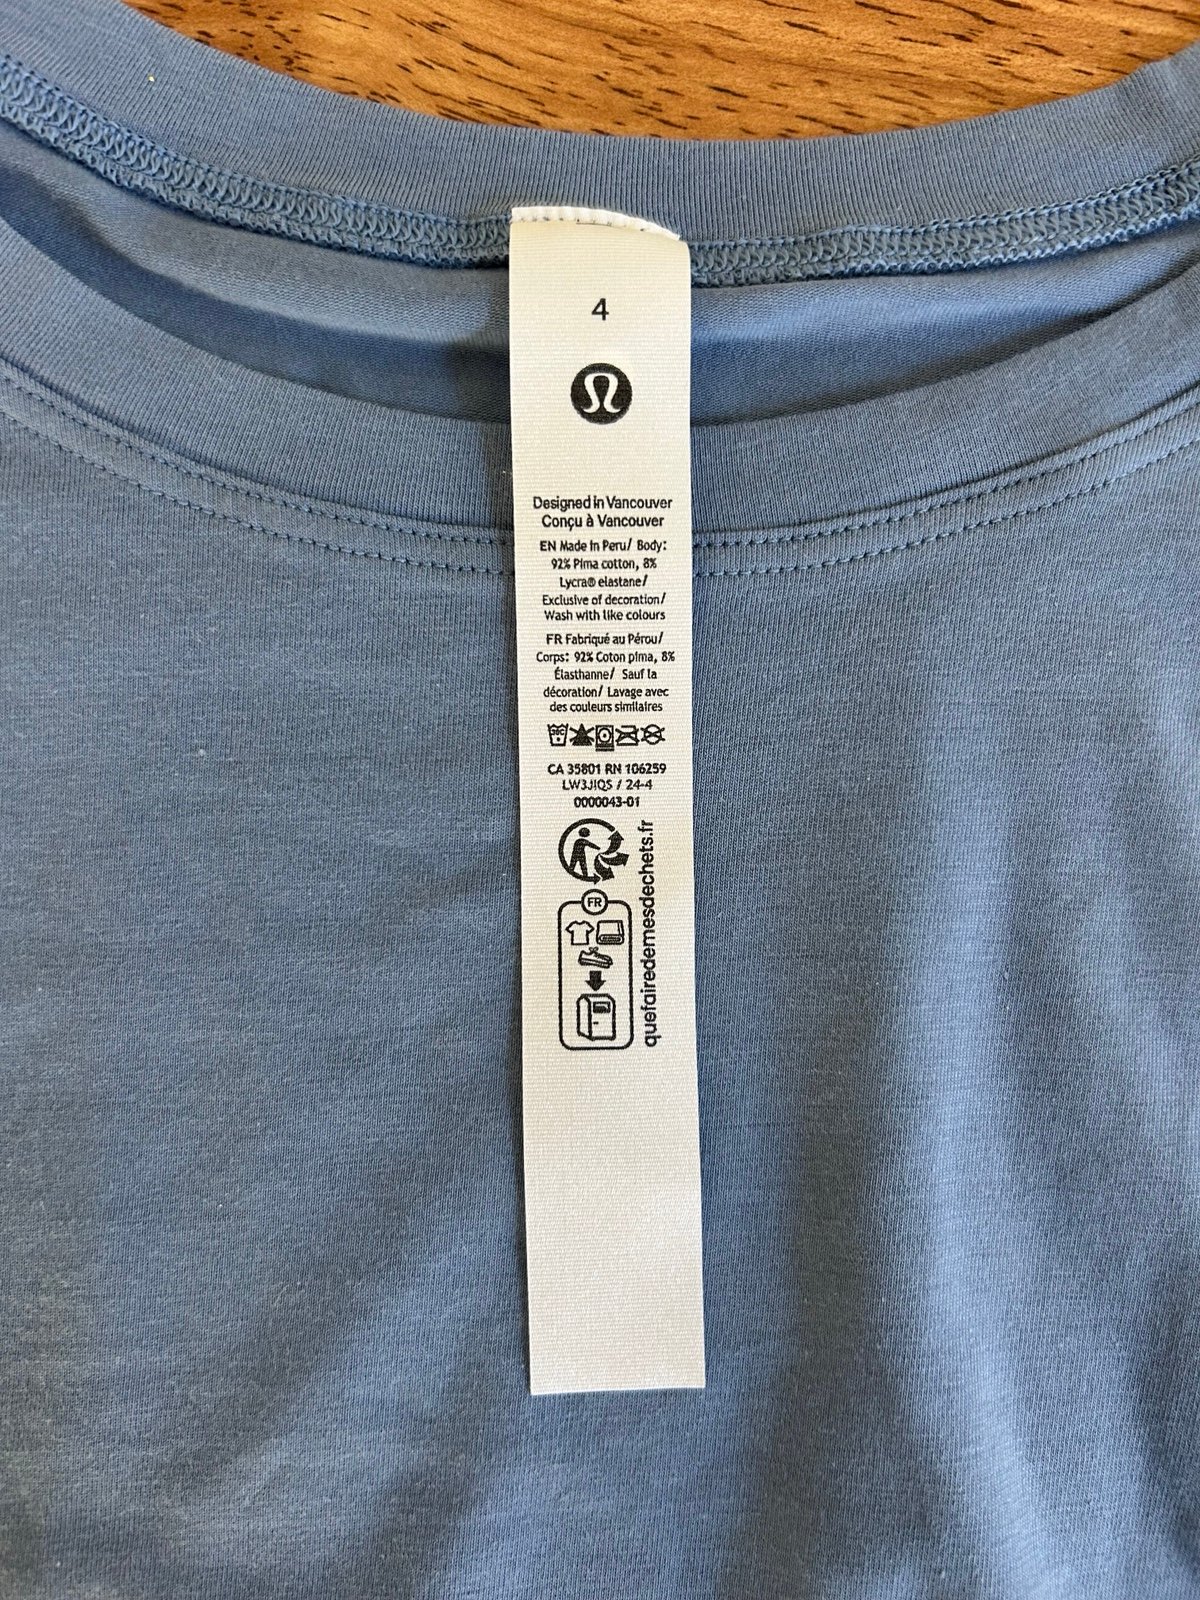 4
Designed in Vancouver
Conçu à Vancouver
EN Made in Peru/ Body:
92% Pima cotton, 8%
Lycra® elastane/
Exclusive of decoration/
Wash with like colours
FR Fabriqué au Pérou/
Corps: 92% Coton pima, 8%
Élasthanne/ Sauf la
décoration/ Lavage avec
des couleurs similaires
CA 35801 RN 106259
LW3JIQS / 24-4
0000043-01
FR
quefairedemesdechets.fr